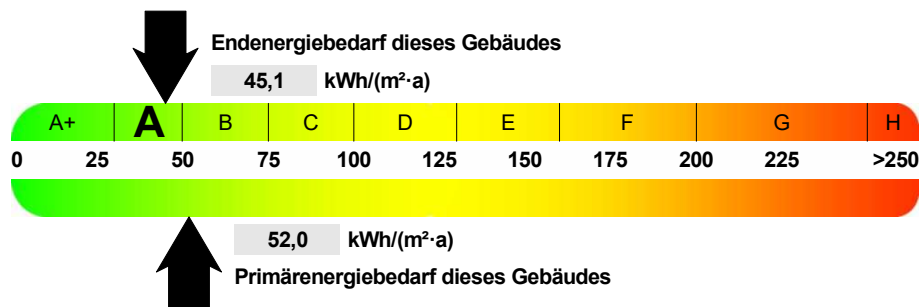 Endenergiebedarf dieses Gebäudes
45,1 kWh/(m²·a)
A+ A B C D E F G H
0 25 50 75 100 125 150 175 200 225 >250
52,0 kWh/(m²·a)
Primärenergiebedarf dieses Gebäudes